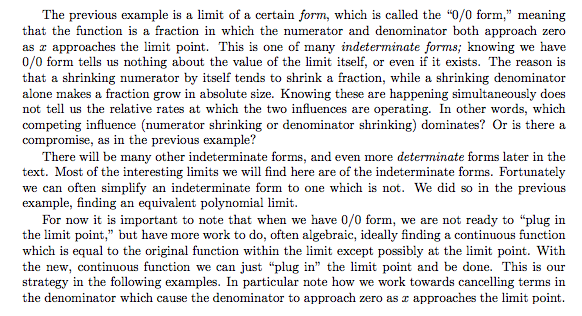 The previous example is a limit of a certain form, which is called the “0/0 form,” meaning
that the function is a fraction in which the numerator and denominator both approach zero
as x approaches the limit point. This is one of many indeterminate forms; knowing we have
0/0 form tells us nothing about the value of the limit itself, or even if it exists. The reason is
that a shrinking numerator by itself tends to shrink a fraction, while a shrinking denominator
alone makes a fraction grow in absolute size. Knowing these are happening simultaneously does
not tell us the relative rates at which the two influences are operating. In other words, which
competing influence (numerator shrinking or denominator shrinking) dominates? Or is there a
compromise, as in the previous example?
There will be many other indeterminate forms, and even more determinate forms later in the
text. Most of the interesting limits we will find here are of the indeterminate forms. Fortunately
we can often simplify an indeterminate form to one which is not. We did so in the previous
example, finding an equivalent polynomial limit.
For now it is important to note that when we have 0/0 form, we are not ready to “plug in
the limit point,” but have more work to do, often algebraic, ideally finding a continuous function
which is equal to the original function within the limit except possibly at the limit point. With
the new, continuous function we can just “plug in” the limit point and be done. This is our
strategy in the following examples. In particular note how we work towards cancelling terms in
the denominator which cause the denominator to approach zero as x approaches the limit point.